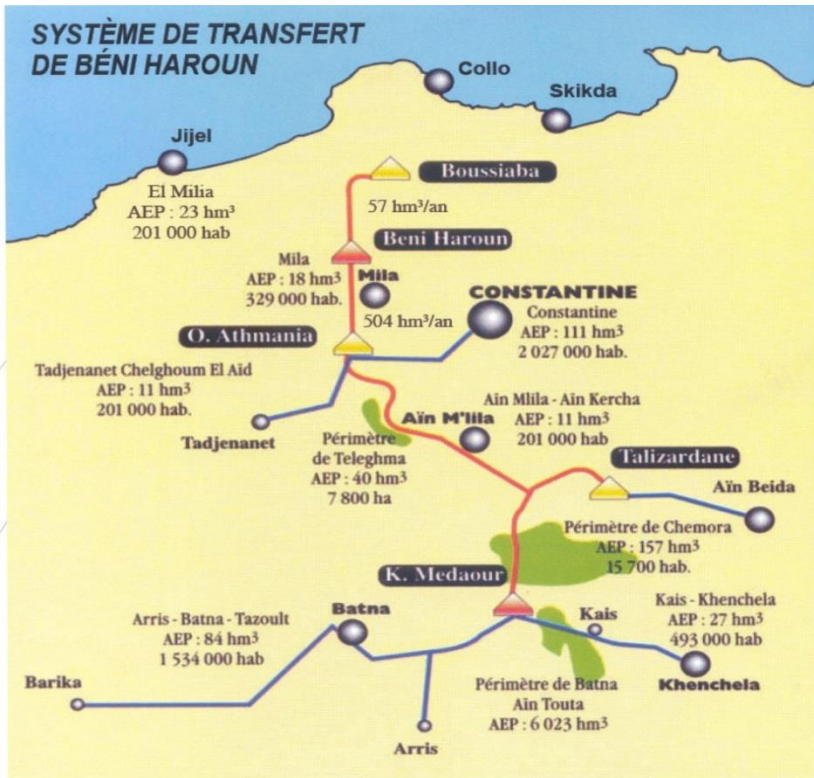 SYSTÈME DE TRANSFERT
DE BÉNI HAROUN
Collo
Skikda
Jijel
El Milia
AEP : 23 hm³
201 000 hab
Boussiaba
57 hm³/an
Beni Haroun
Mila
AEP : 18 hm³
329 000 hab.
Mila
504 hm³/an
CONSTANTINE
Constantine
AEP : 111 hm³
2 027 000 hab.
O. Athmania
Tadjenanet Chelghoum El Aïd
AEP : 11 hm³
201 000 hab.
Tadjenanet
Périmètre
de Teleghma
AEP : 40 hm³
7 800 ha
Aïn M'lila
Ain Mlila - Aïn Kercha
AEP : 11 hm³
201 000 hab
Talizardane
Aïn Beida
Périmètre de Chemora
AEP : 157 hm³
15 700 hab.
K. Medaour
Arris - Batna - Tazoult
AEP : 84 hm³
1 534 000 hab
Batna
Kais
Kais - Khenchela
AEP : 27 hm³
493 000 hab
Khenchela
Barika
Arris
Périmètre de Batna
Aïn Touta
AEP : 6 023 hm³